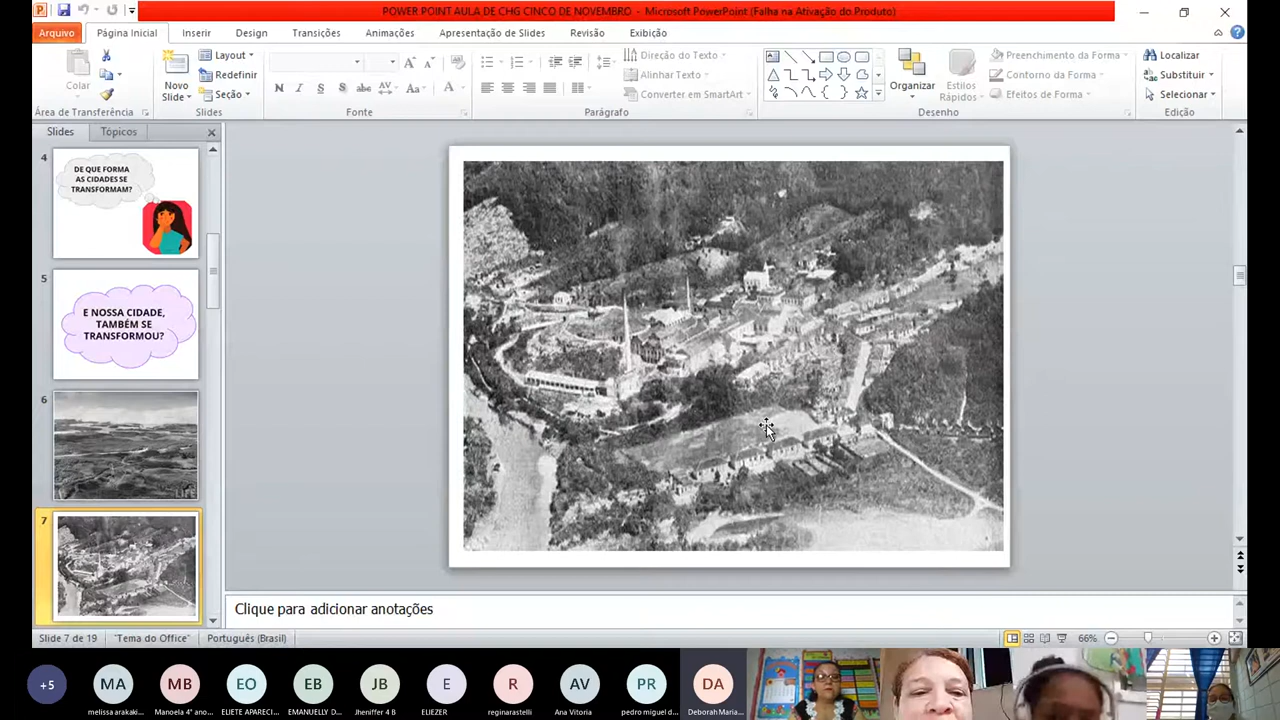 POWER POINT AULA DE CHG CINCO DE NOVEMBRO - Microsoft PowerPoint (Falha na Ativação do Produto)
Arquivo Página Inicial Inserir Design Transições Animações Apresentação de Slides Revisão Exibição
Colar
Novo
Slide
Layout
Redefinir
Seção
N I S S abc AV Aa A
Direção do Texto
Alinhar Texto
Converter em SmartArt
Organizar
Estilos
Rápidos
Preenchimento da Forma
Contorno da Forma
Efeitos de Forma
Localizar
Substituir
Selecionar
Área de Transferência Slides Fonte Parágrafo Desenho Edição
Slides Tópicos
4
DE QUE FORMA
AS CIDADES SE
TRANSFORMAM?
5
E NOSSA CIDADE,
TAMBÉM SE
TRANSFORMOU?
6
LIFE
7
Clique para adicionar anotações
Slide 7 de 19 "Tema do Office" Português (Brasil) 66%
+5 MA MB EO EB JB E R AV PR DA
melissa arakaki... Manoela 4° ano... ELIETE APARECI... EMANUELLY D... Jheniffer 4 B ELIEZER reginarastelli Ana Vitoria pedro miguel d... Deborah Maria...